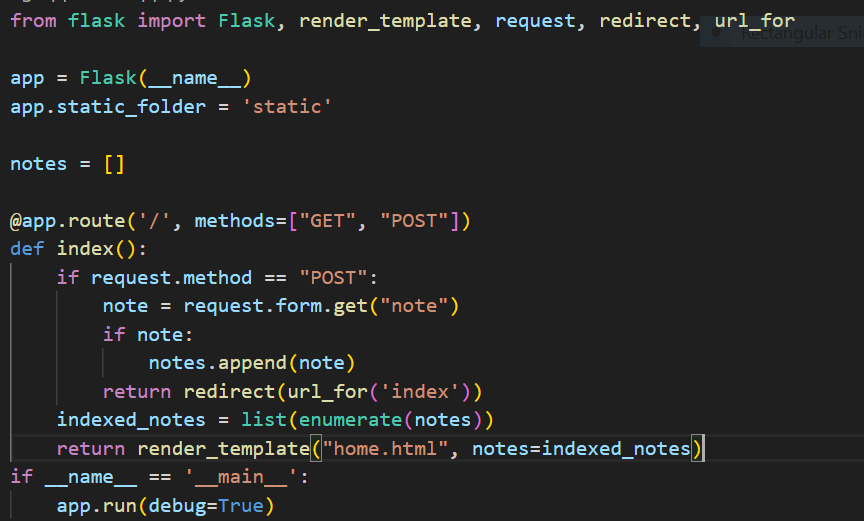 from flask import Flask, render_template, request, redirect, url_for
Rectangular Sni
app = Flask(__name__)
app.static_folder = 'static'
notes = []
@app.route('/', methods=["GET", "POST"])
def index():
    if request.method == "POST":
        note = request.form.get("note")
        if note:
            notes.append(note)
        return redirect(url_for('index'))
    indexed_notes = list(enumerate(notes))
    return render_template("home.html", notes=indexed_notes)
if __name__ == '__main__':
    app.run(debug=True)